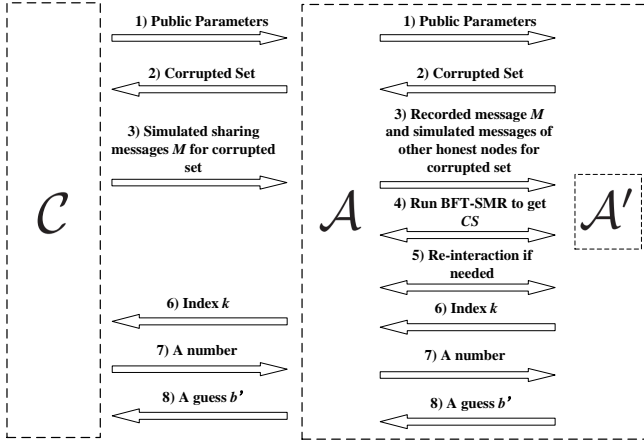 1) Public Parameters
2) Corrupted Set
3) Simulated sharing
messages M for corrupted
set
6) Index k
7) A number
8) A guess b'
C
A
1) Public Parameters
2) Corrupted Set
3) Recorded message M
and simulated messages of
other honest nodes for
corrupted set
4) Run BFT-SMR to get
CS
5) Re-interaction if
needed
6) Index k
7) A number
8) A guess b'
A'